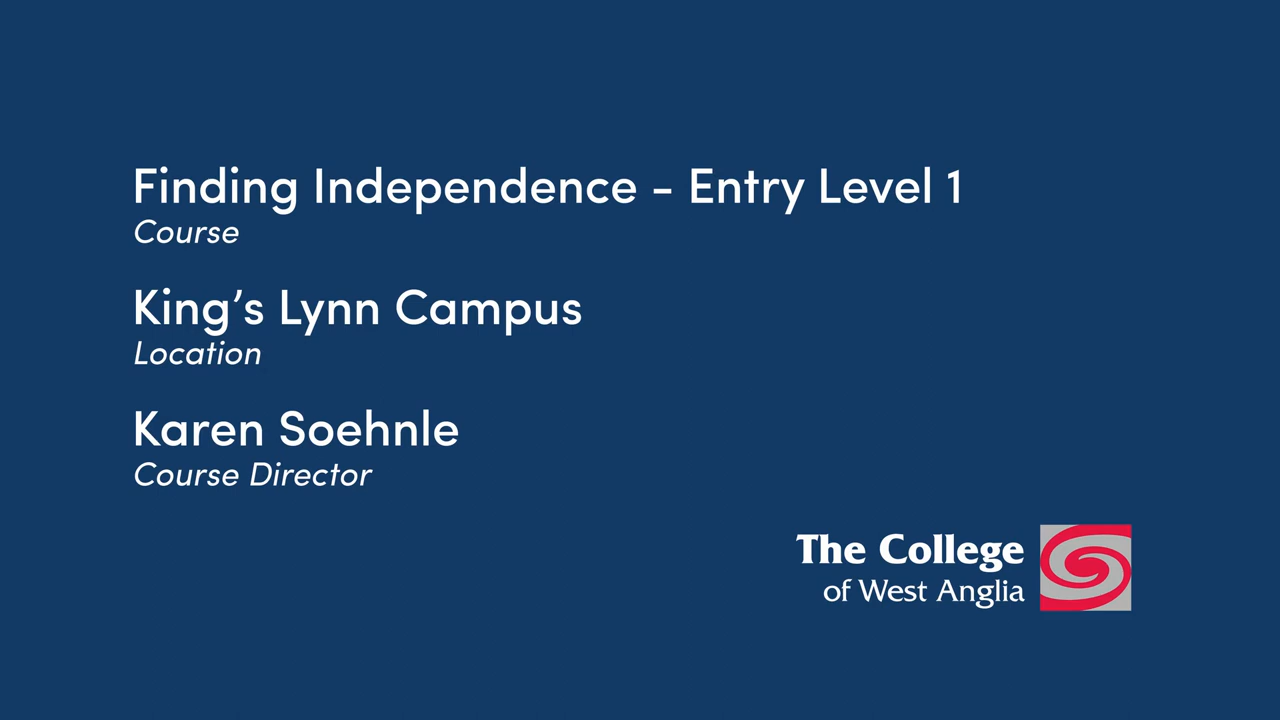 Finding Independence - Entry Level 1
Course
King’s Lynn Campus
Location
Karen Soehnle
Course Director
The College
of West Anglia